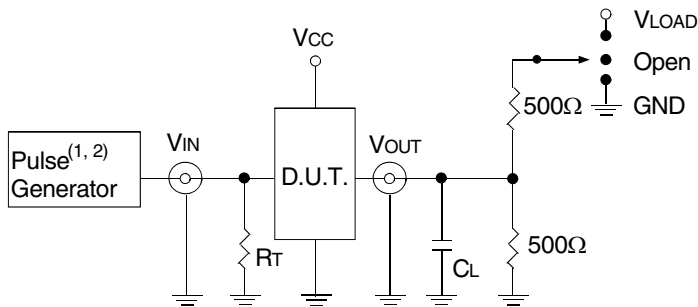 VLOAD
VCC
Open
500Ω
GND
Pulse(1, 2)
Generator
VIN
D.U.T.
VOUT
RT
CL
500Ω